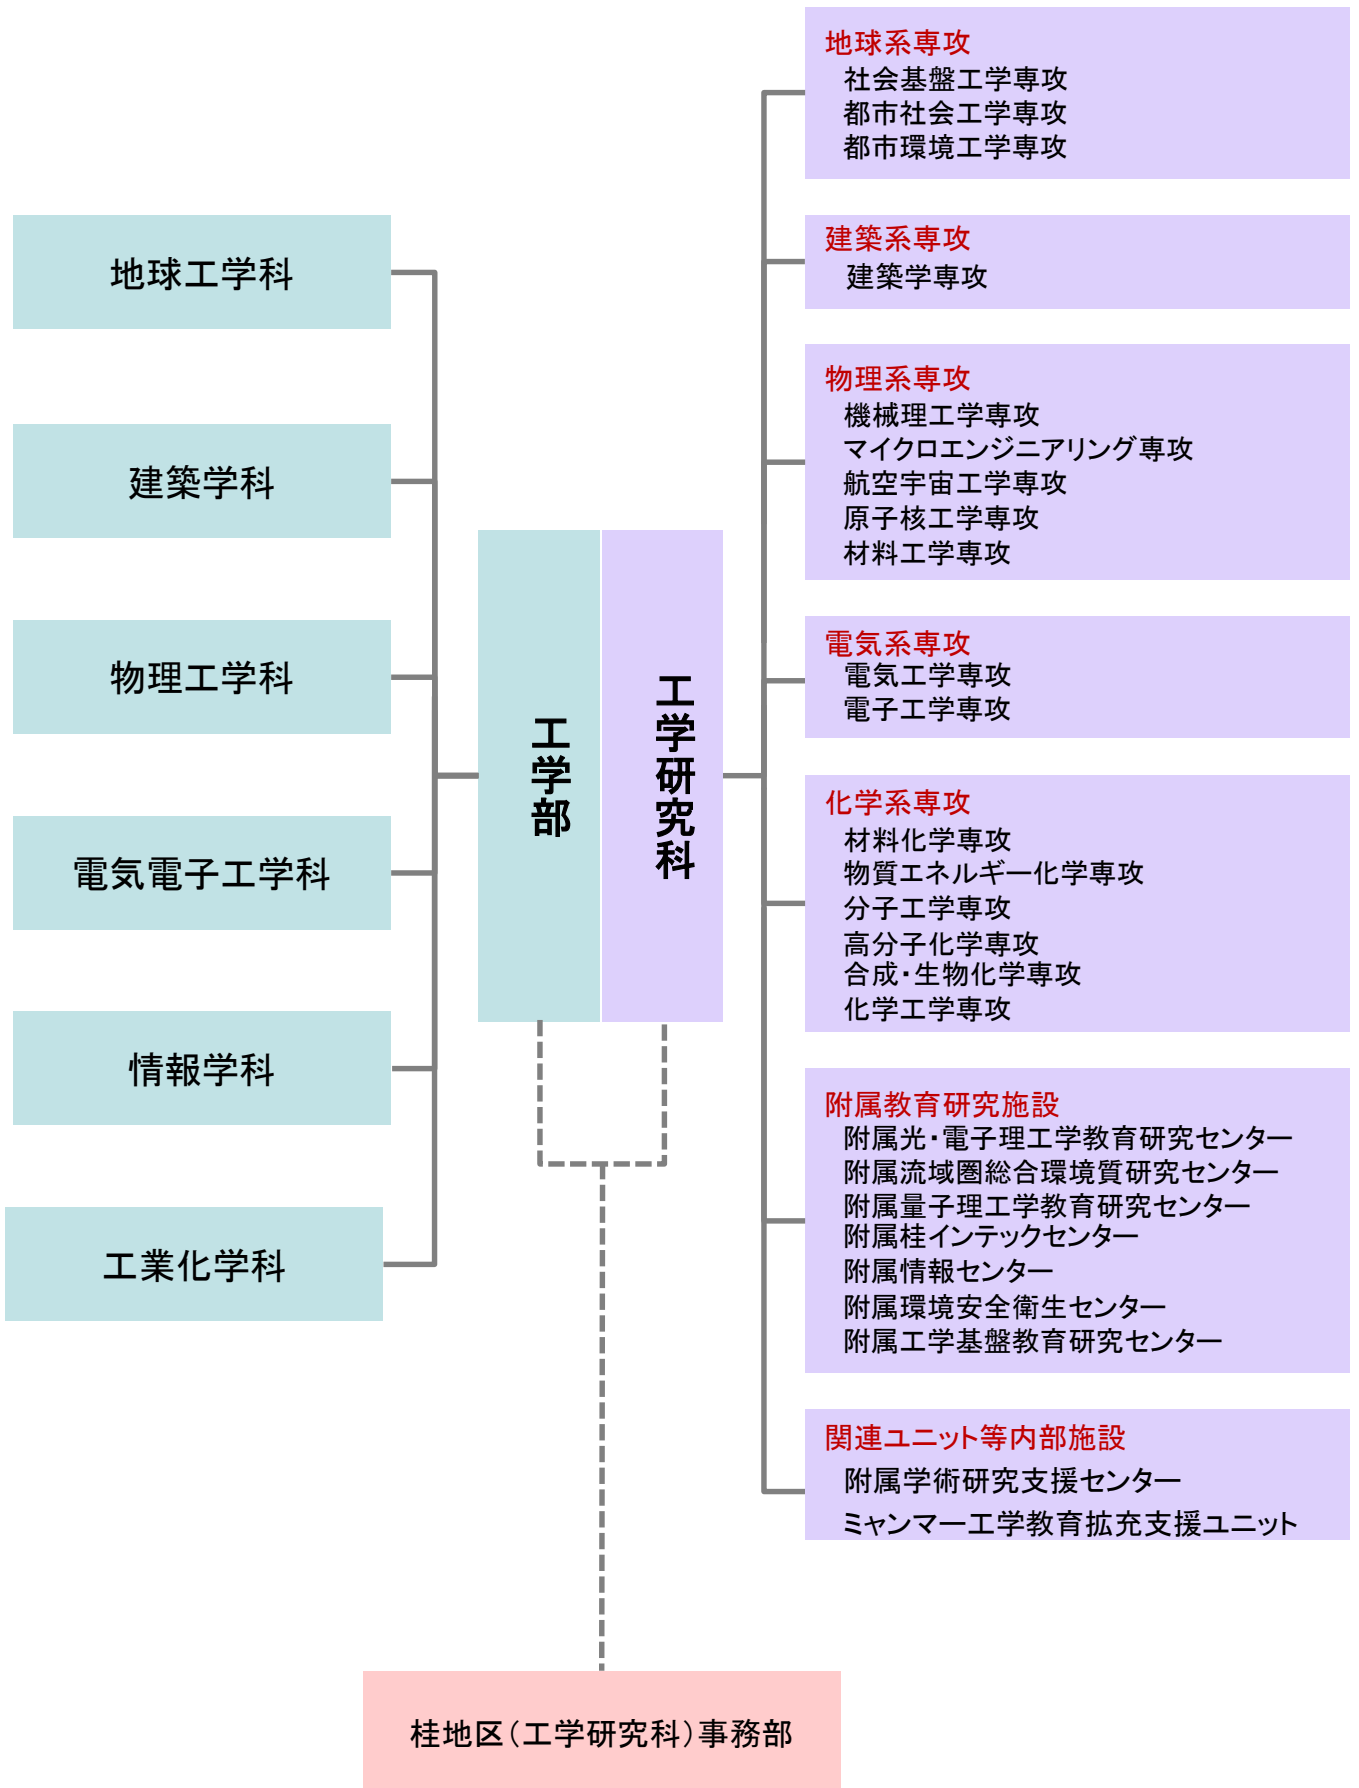 地球工学科
建築学科
物理工学科
電気電子工学科
情報学科
工業化学科
工学部
工学研究科
地球系専攻
社会基盤工学専攻
都市社会工学専攻
都市環境工学専攻
建築系専攻
建築学専攻
物理系専攻
機械理工学専攻
マイクロエンジニアリング専攻
航空宇宙工学専攻
原子核工学専攻
材料工学専攻
電気系専攻
電気工学専攻
電子工学専攻
化学系専攻
材料化学専攻
物質エネルギー化学専攻
分子工学専攻
高分子化学専攻
合成・生物化学専攻
化学工学専攻
附属教育研究施設
附属光・電子理工学教育研究センター
附属流域圏総合環境質研究センター
附属量子理工学教育研究センター
附属桂インテックセンター
附属情報センター
附属環境安全衛生センター
附属工学基盤教育研究センター
関連ユニット等内部施設
附属学術研究支援センター
ミャンマー工学教育拡充支援ユニット
桂地区（工学研究科）事務部